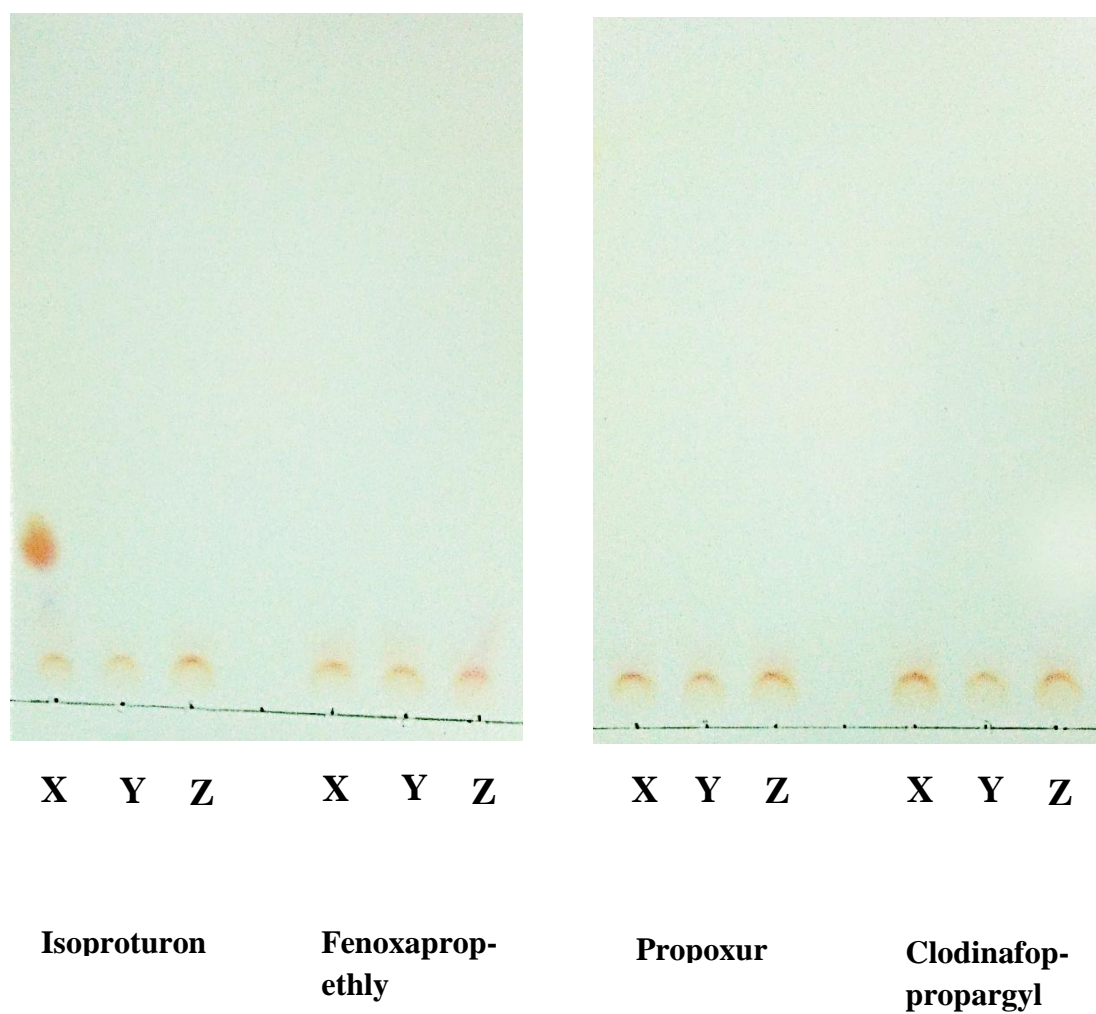 X Y Z X Y Z X Y Z X Y Z
Isoproturon
Fenoxaprop-
ethly
Propoxur
Clodinafop-
propargyl